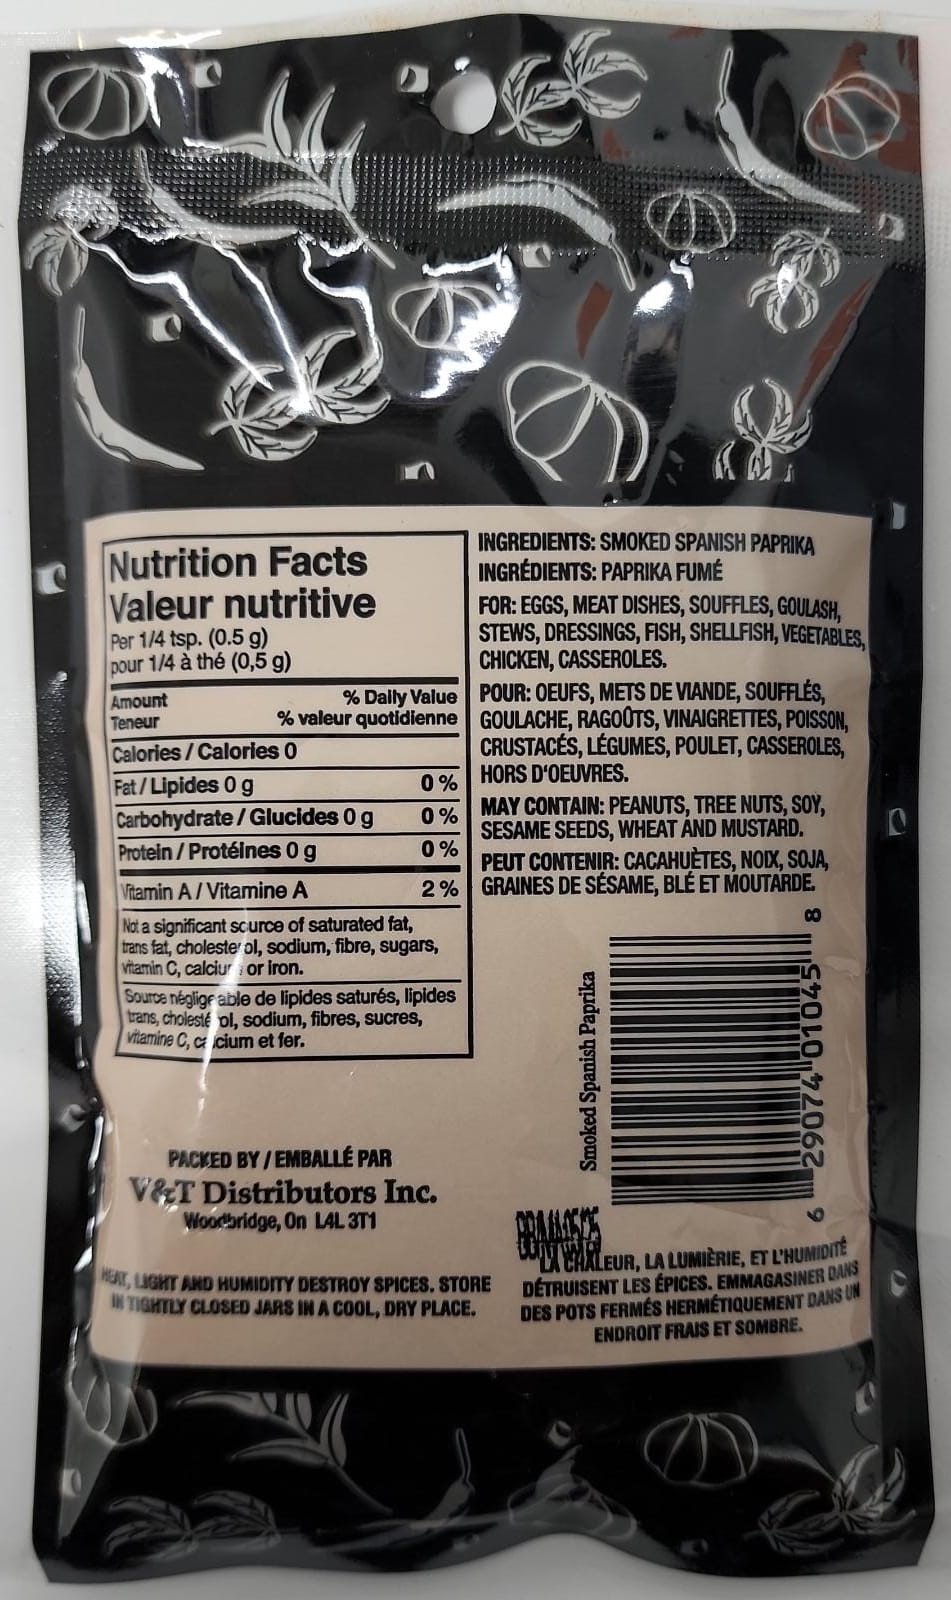 Nutrition Facts
Valeur nutritive
Per 1/4 tsp. (0.5 g)
pour 1/4 à thé (0,5 g)
Amount % Daily Value
Teneur % valeur quotidienne
Calories / Calories 0
Fat / Lipides 0 g 0 %
Carbohydrate / Glucides 0 g 0 %
Protein / Protéines 0 g 0 %
Vitamin A / Vitamine A 2 %
Not a significant source of saturated fat,
trans fat, cholesterol, sodium, fibre, sugars,
vitamin C, calcium or iron.
Source négligeable de lipides saturés, lipides
trans, cholestérol, sodium, fibres, sucres,
vitamine C, calcium et fer.
INGREDIENTS: SMOKED SPANISH PAPRIKA
INGRÉDIENTS: PAPRIKA FUMÉ
FOR: EGGS, MEAT DISHES, SOUFFLES, GOULASH,
STEWS, DRESSINGS, FISH, SHELLFISH, VEGETABLES,
CHICKEN, CASSEROLES.
POUR: OEUFS, METS DE VIANDE, SOUFFLÉS,
GOULACHE, RAGOÛTS, VINAIGRETTES, POISSON,
CRUSTACÉS, LÉGUMES, POULET, CASSEROLES,
HORS D'OEUVRES.
MAY CONTAIN: PEANUTS, TREE NUTS, SOY,
SESAME SEEDS, WHEAT AND MUSTARD.
PEUT CONTENIR: CACAHUÈTES, NOIX, SOJA,
GRAINES DE SÉSAME, BLÉ ET MOUTARDE.
Smoked Spanish Paprika
6 29074 01045 8
PACKED BY / EMBALLÉ PAR
V&T Distributors Inc.
Woodbridge, On L4L 3T1
HEAT, LIGHT AND HUMIDITY DESTROY SPICES. STORE
IN TIGHTLY CLOSED JARS IN A COOL, DRY PLACE.
LA CHALEUR, LA LUMIÈRIE, ET L'HUMIDITÉ
DÉTRUISENT LES ÉPICES. EMMAGASINER DANS
DES POTS FERMÉS HERMÉTIQUEMENT DANS UN
ENDROIT FRAIS ET SOMBRE.